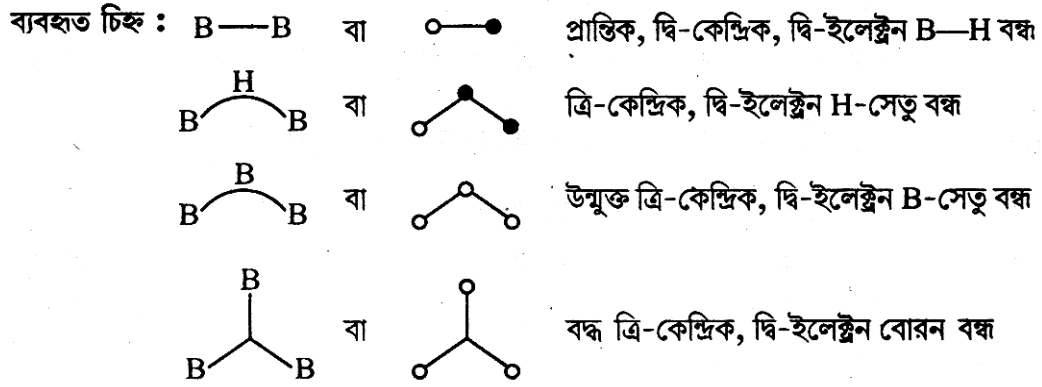 ব্যবহৃত চিহ্ন : B—B বা প্রান্তিক, দ্বি-কেন্দ্রিক, দ্বি-ইলেক্ট্রন B—H বন্ধ
H
B B বা ত্রি-কেন্দ্রিক, দ্বি-ইলেক্ট্রন H-সেতু বন্ধ
B
B B বা উন্মুক্ত ত্রি-কেন্দ্রিক, দ্বি-ইলেক্ট্রন B-সেতু বন্ধ
B
বা বদ্ধ ত্রি-কেন্দ্রিক, দ্বি-ইলেক্ট্রন বোরন বন্ধ
B B